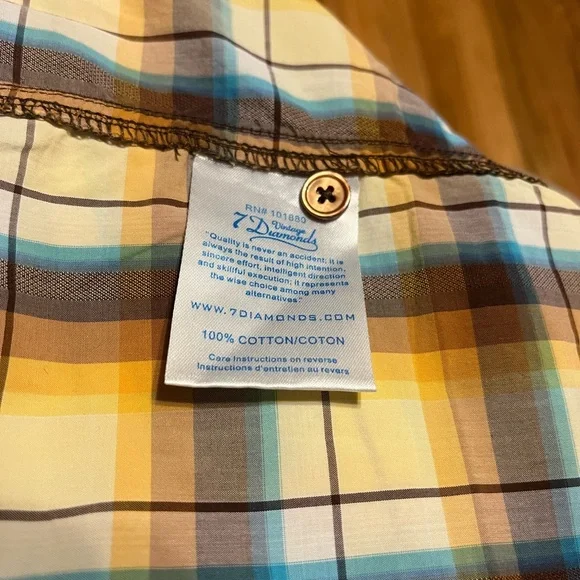 RN# 101880
Vintage
7 Diamonds
"Quality is never an accident; it is
always the result of high intention,
sincere effort, intelligent direction
and skillful execution; it represents
the wise choice among many
alternatives"
WWW.7DIAMONDS.COM
100% COTTON/COTON
Care Instructions on reverse
Instructions d'entretien au revers